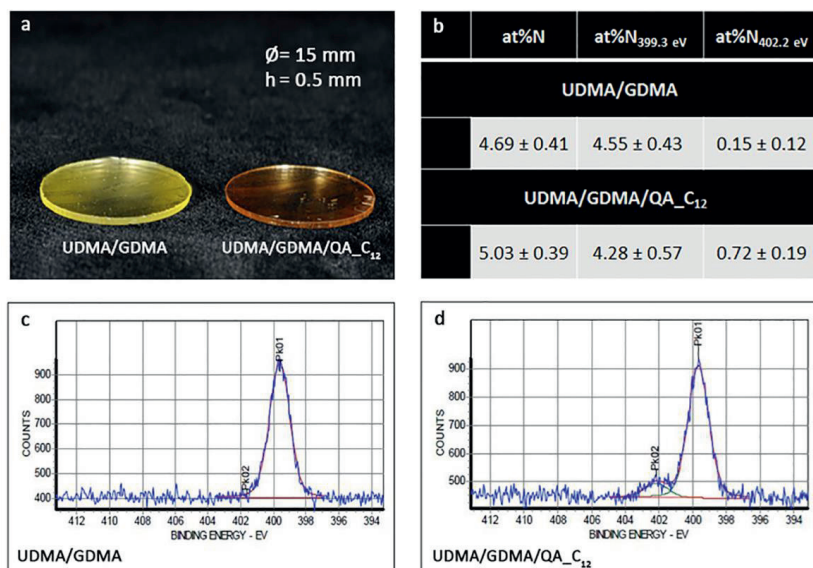 a
Ø= 15 mm
h = 0.5 mm
UDMA/GDMA
UDMA/GDMA/QA_C12
b
at%N
at%N399.3 eV
at%N402.2 eV
UDMA/GDMA
4.69 ± 0.41
4.55 ± 0.43
0.15 ± 0.12
UDMA/GDMA/QA_C12
5.03 ± 0.39
4.28 ± 0.57
0.72 ± 0.19
c
Pk01
Pk02
COUNTS
900
800
700
600
500
400
412 410 408 406 404 402 400 398 396 394
BINDING ENERGY - EV
UDMA/GDMA
d
Pk01
Pk02
COUNTS
900
800
700
600
500
412 410 408 406 404 402 400 398 396 394
BINDING ENERGY - EV
UDMA/GDMA/QA_C12